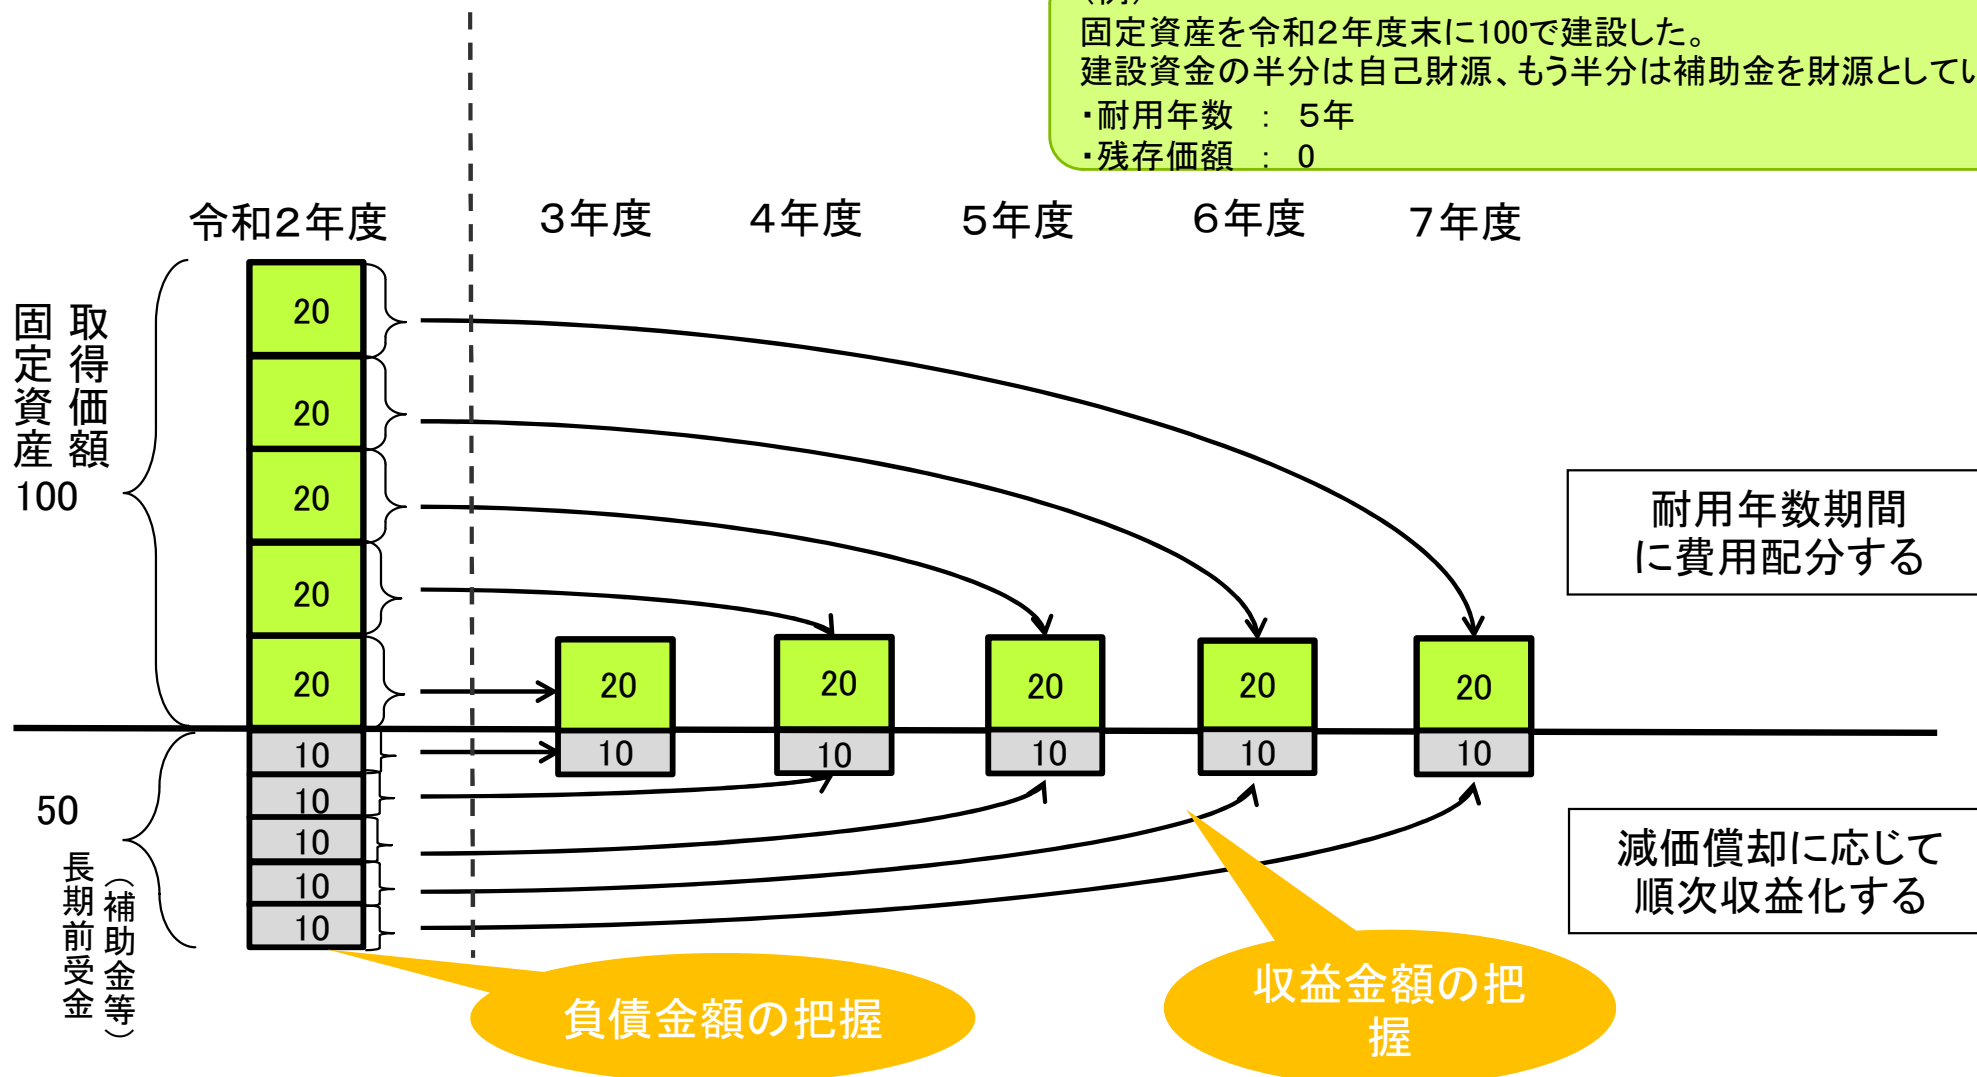 (例)
固定資産を令和２年度末に100で建設した。
建設資金の半分は自己財源、もう半分は補助金を財源としてい
・耐用年数 ： ５年
・残存価額 ： 0
令和２年度
３年度
４年度
５年度
６年度
７年度
固定資産
取得価額
100
20
20
20
20
20
20
20
20
20
20
10
10
10
10
10
10
10
10
10
10
50
長期前受金
（補助金等）
耐用年数期間
に費用配分する
減価償却に応じて
順次収益化する
負債金額の把握
収益金額の把
握